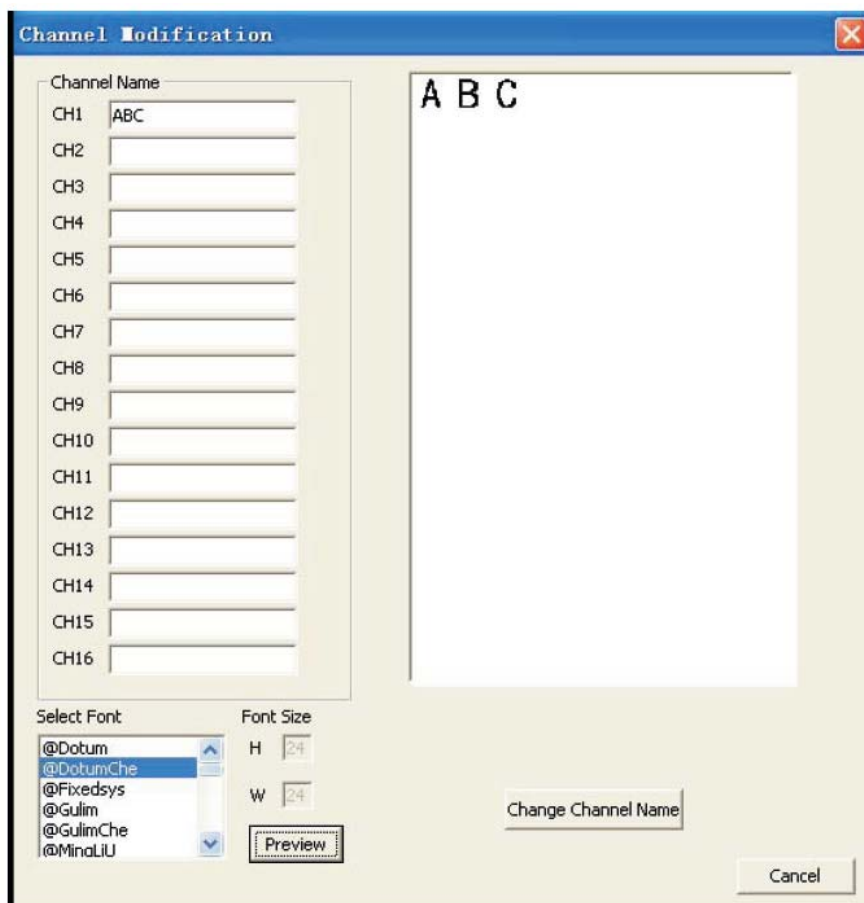 Channel Modification
Channel Name
CH1 ABC
CH2
CH3
CH4
CH5
CH6
CH7
CH8
CH9
CH10
CH11
CH12
CH13
CH14
CH15
CH16
A B C
Select Font
@Dotum
@DotumChe
@Fixedsys
@Gulim
@GulimChe
@MingLiU
Font Size
H 24
W 24
Preview
Change Channel Name
Cancel